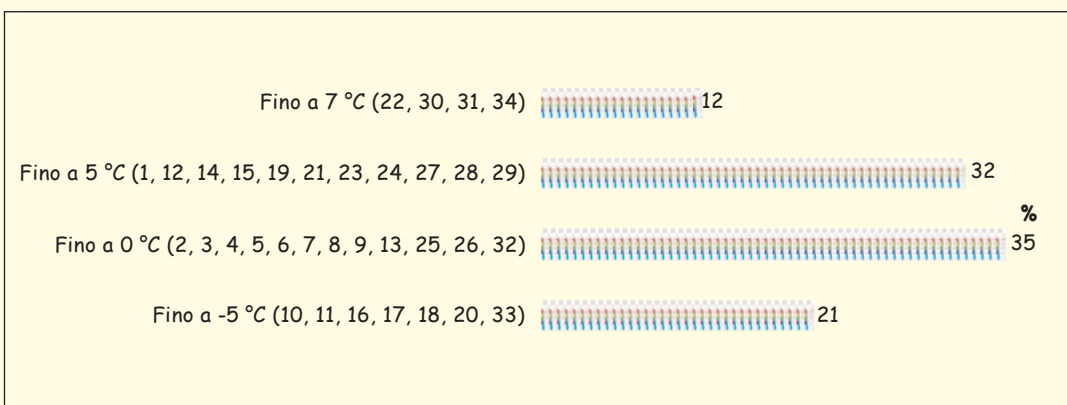 Fino a 7 °C (22, 30, 31, 34) 12
Fino a 5 °C (1, 12, 14, 15, 19, 21, 23, 24, 27, 28, 29) 32
%
Fino a 0 °C (2, 3, 4, 5, 6, 7, 8, 9, 13, 25, 26, 32) 35
Fino a -5 °C (10, 11, 16, 17, 18, 20, 33) 21